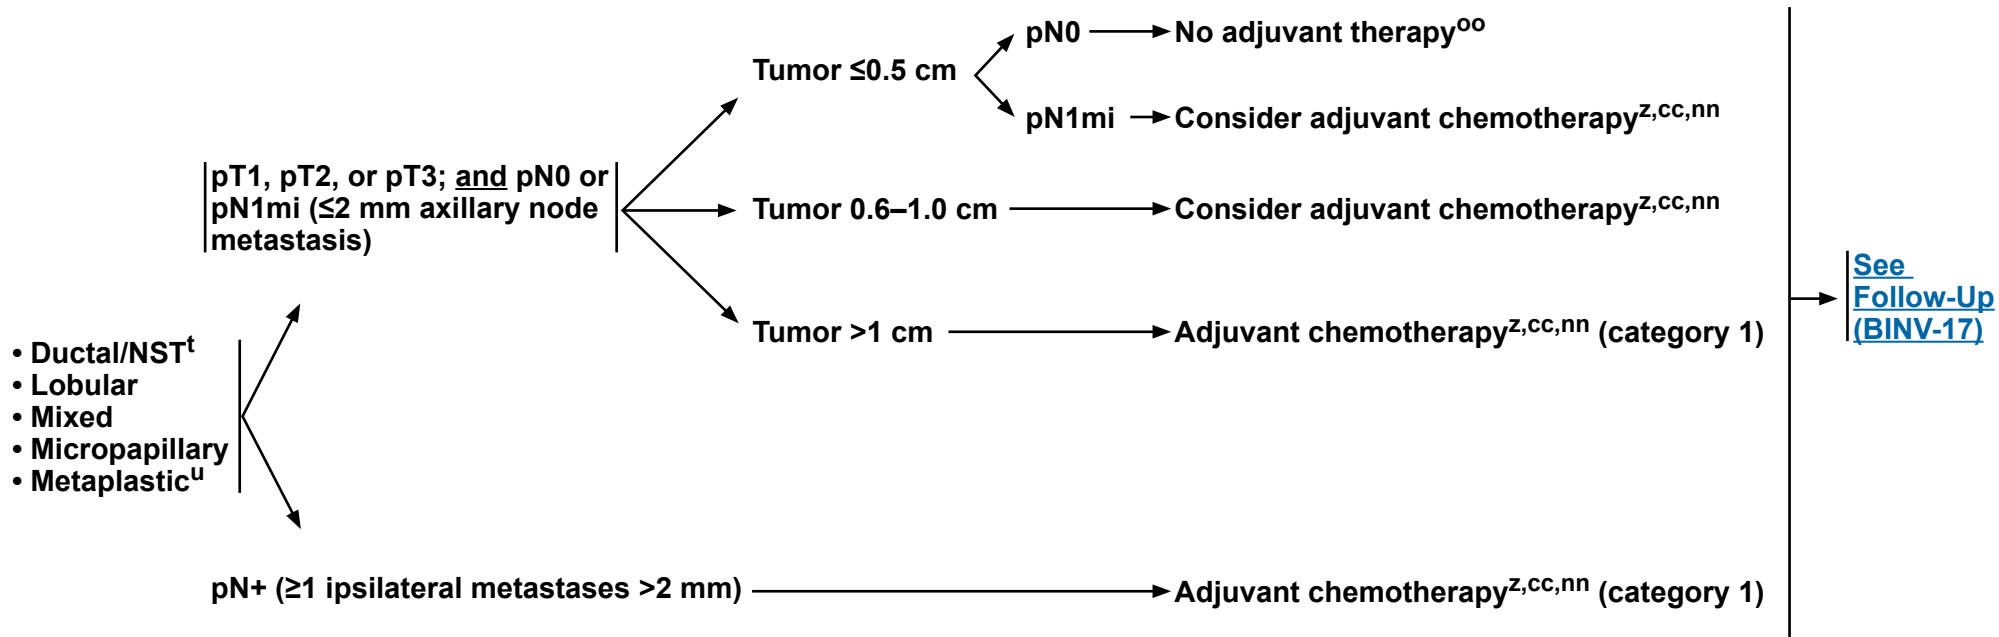 • Ductal/NSTᵗ
• Lobular
• Mixed
• Micropapillary
• Metaplasticᵘ
pT1, pT2, or pT3; and pN0 or
pN1mi (≤2 mm axillary node
metastasis)
Tumor ≤0.5 cm
pN0
No adjuvant therapyᵒᵒ
pN1mi
Consider adjuvant chemotherapyᶻ,ᶜᶜ,ⁿⁿ
Tumor 0.6–1.0 cm
Consider adjuvant chemotherapyᶻ,ᶜᶜ,ⁿⁿ
Tumor >1 cm
Adjuvant chemotherapyᶻ,ᶜᶜ,ⁿⁿ (category 1)
pN+ (≥1 ipsilateral metastases >2 mm)
Adjuvant chemotherapyᶻ,ᶜᶜ,ⁿⁿ (category 1)
See
Follow-Up
(BINV-17)